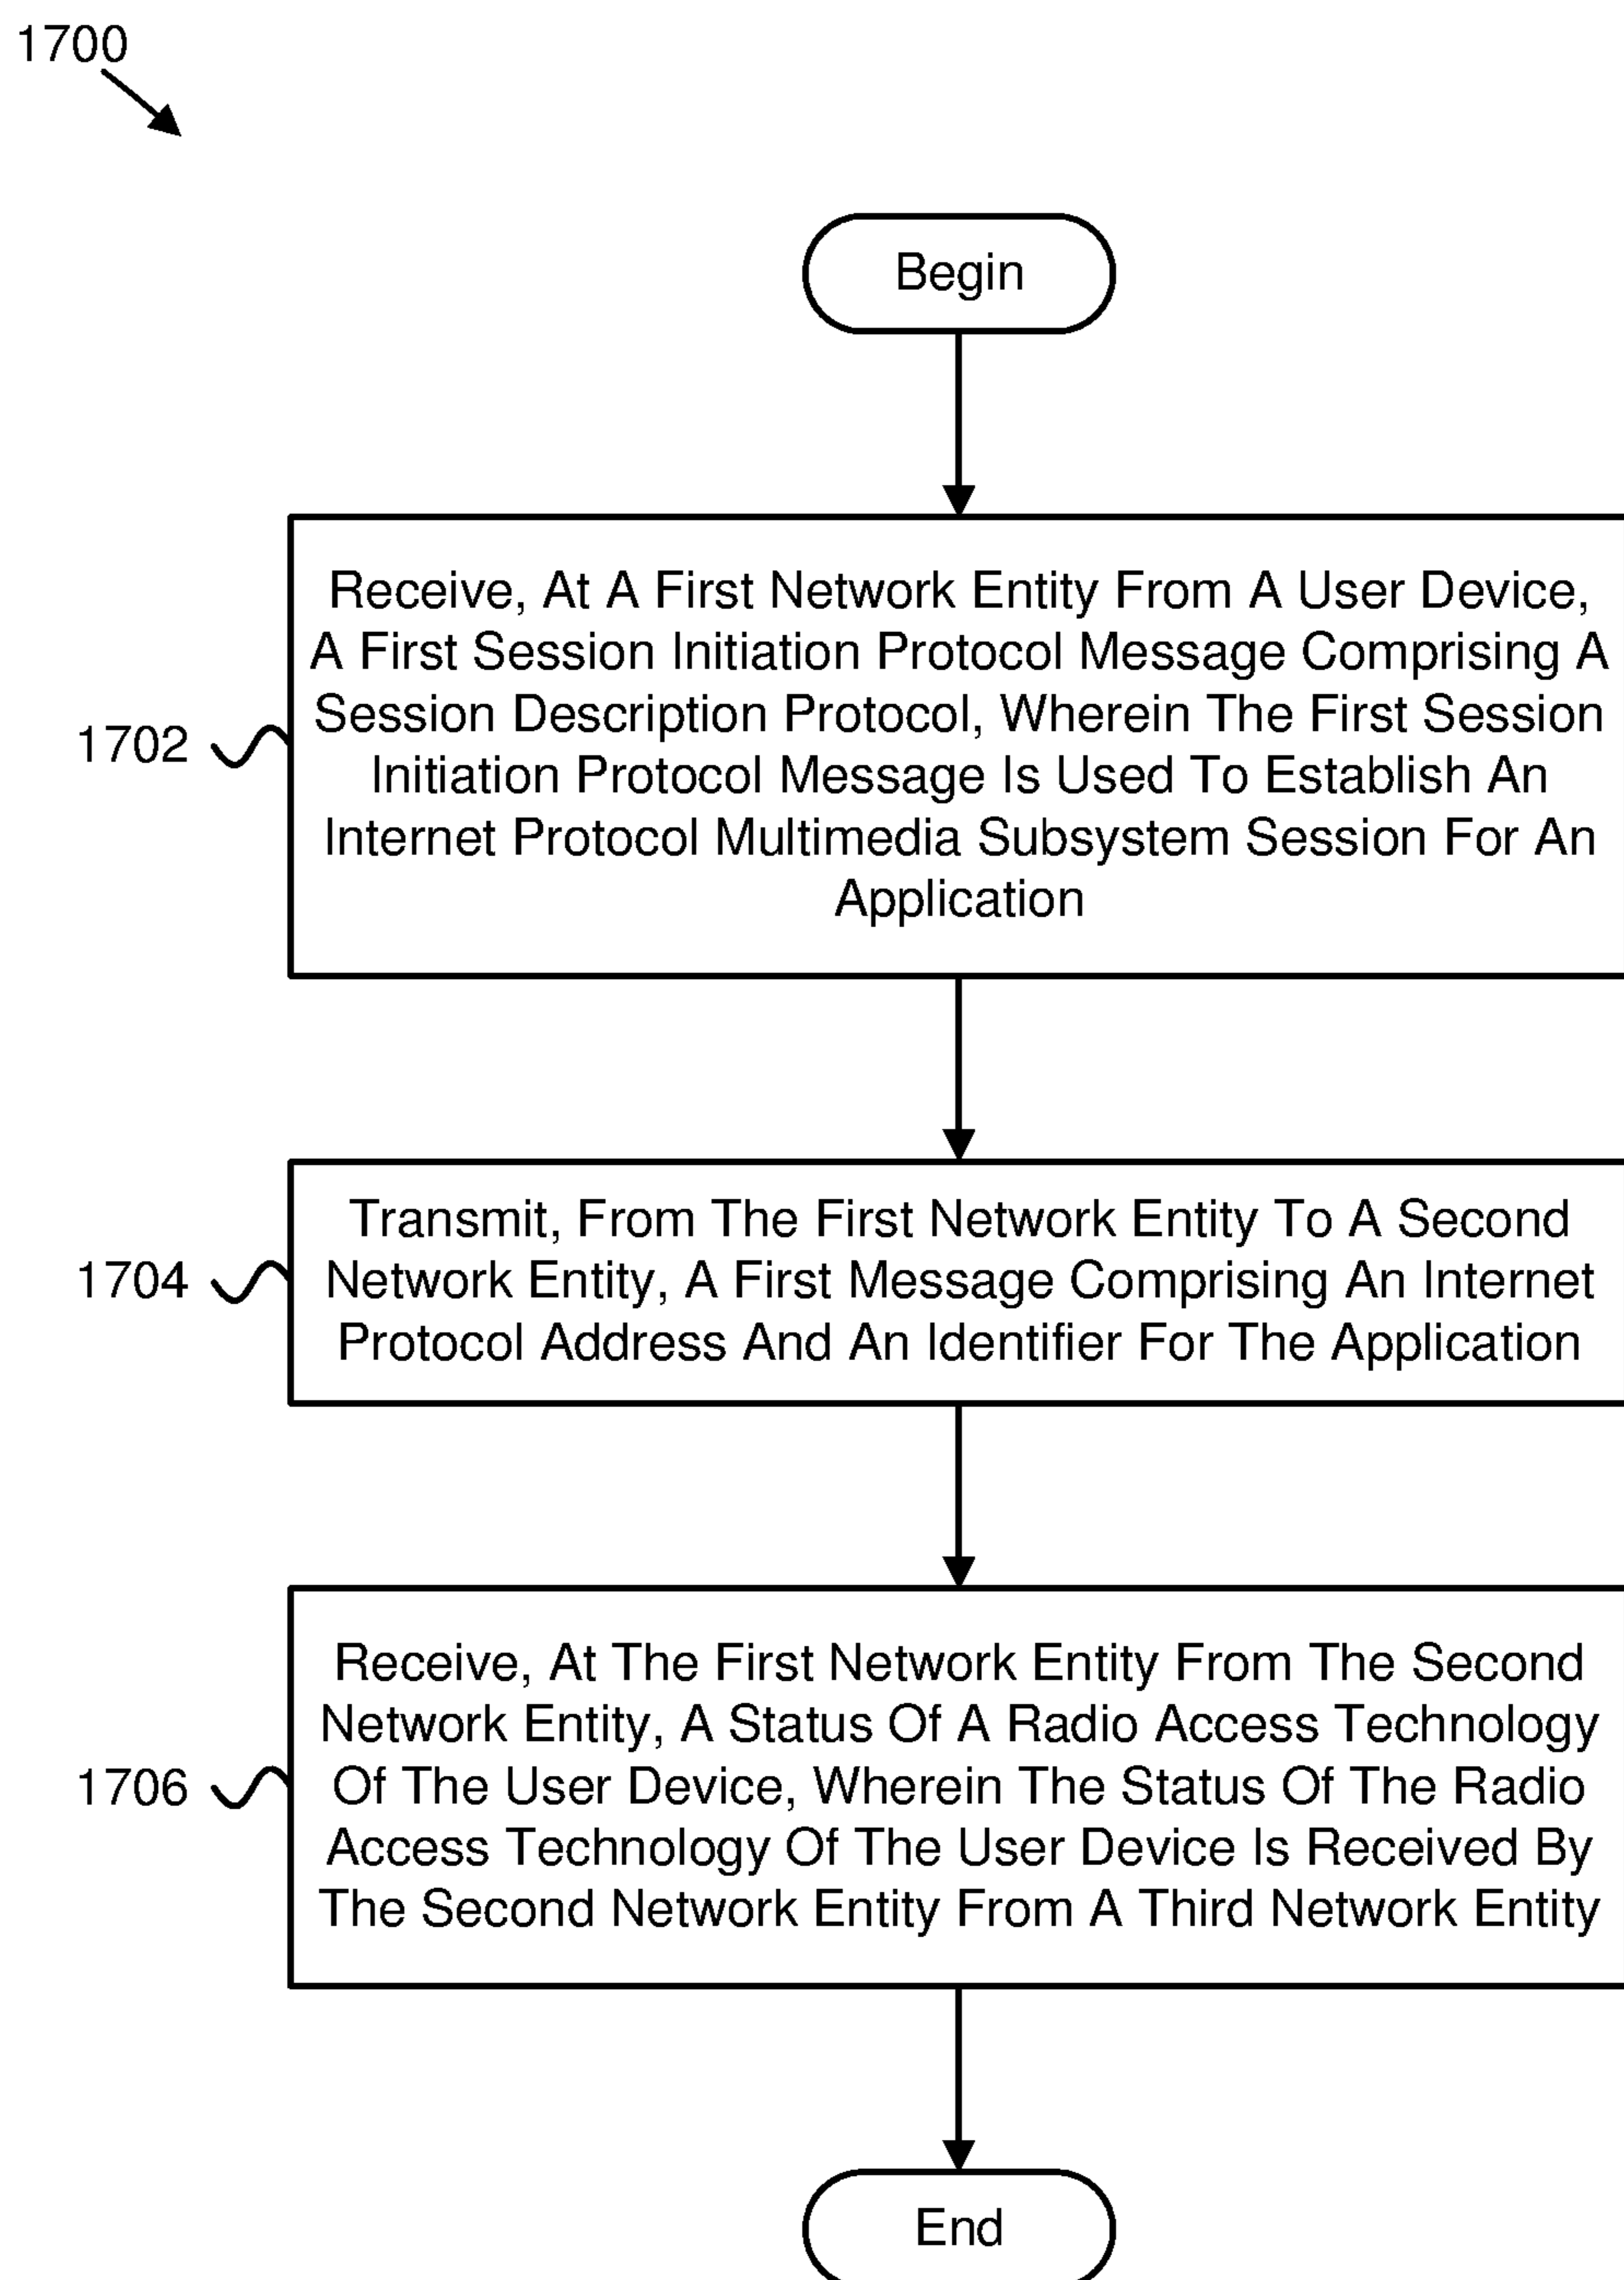 1700
Begin
Receive, At A First Network Entity From A User Device,
A First Session Initiation Protocol Message Comprising A
Session Description Protocol, Wherein The First Session
Initiation Protocol Message Is Used To Establish An
Internet Protocol Multimedia Subsystem Session For An
Application
1702
Transmit, From The First Network Entity To A Second
Network Entity, A First Message Comprising An Internet
Protocol Address And An Identifier For The Application
1704
Receive, At The First Network Entity From The Second
Network Entity, A Status Of A Radio Access Technology
Of The User Device, Wherein The Status Of The Radio
Access Technology Of The User Device Is Received By
The Second Network Entity From A Third Network Entity
1706
End